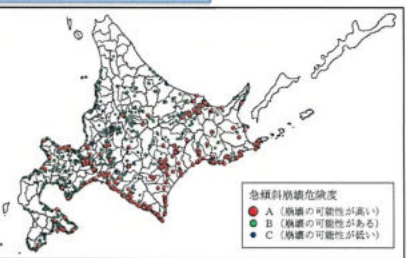 急傾斜崩壊危険度
A（崩壊の可能性が高い）
B（崩壊の可能性がある）
C（崩壊の可能性が低い）